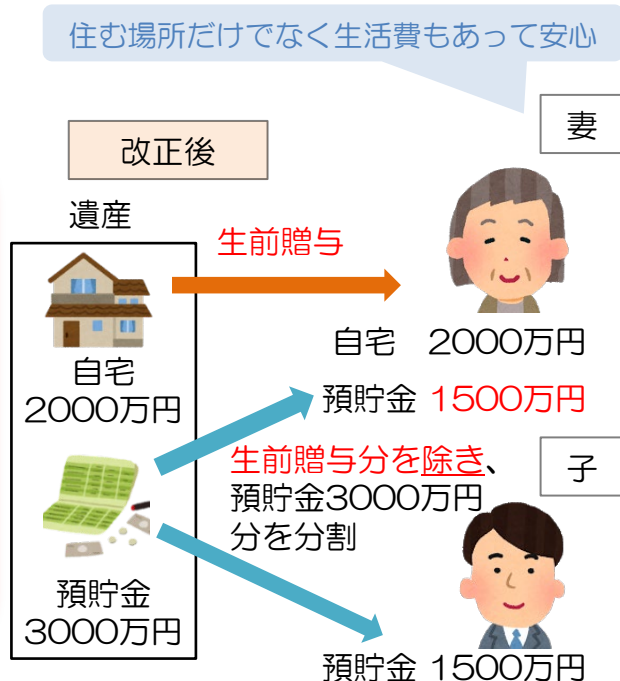 住む場所だけでなく生活費もあって安心
妻
改正後
遺産
生前贈与
自宅
2000万円
自宅　2000万円
預貯金 1500万円
生前贈与分を除き、
預貯金3000万円
分を分割
子
預貯金
3000万円
預貯金 1500万円